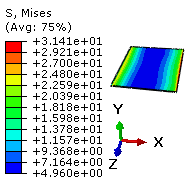 S, Mises
(Avg: 75%)
+3.141e+01
+2.921e+01
+2.700e+01
+2.480e+01
+2.259e+01
+2.039e+01
+1.818e+01
+1.598e+01
+1.378e+01
+1.157e+01
+9.368e+00
+7.164e+00
+4.960e+00
Y
X
Z